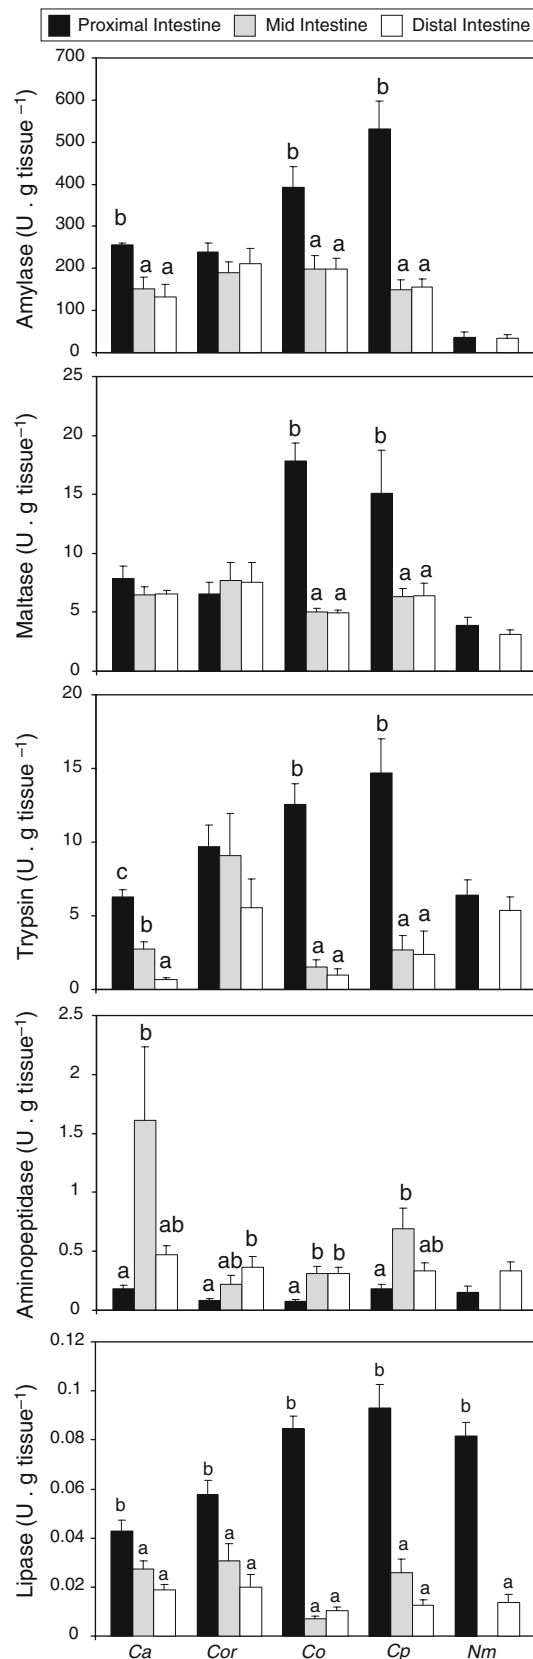 Proximal Intestine Mid Intestine Distal Intestine
Amylase (U . g tissue⁻¹)
700
600
500
400
300
200
100
0
b
a
a
b
a
a
b
a
a
Maltase (U . g tissue⁻¹)
25
20
15
10
5
0
b
a
a
b
a
a
Trypsin (U . g tissue⁻¹)
20
15
10
5
0
c
b
a
b
a
a
b
a
a
Aminopeptidase (U . g tissue⁻¹)
2.5
2
1.5
1
0.5
0
a
b
ab
a
ab
b
a
b
b
a
b
ab
Lipase (U . g tissue⁻¹)
0.12
0.1
0.08
0.06
0.04
0.02
0
b
a
a
b
a
a
b
a
a
b
a
a
b
a
Ca Cor Co Cp Nm